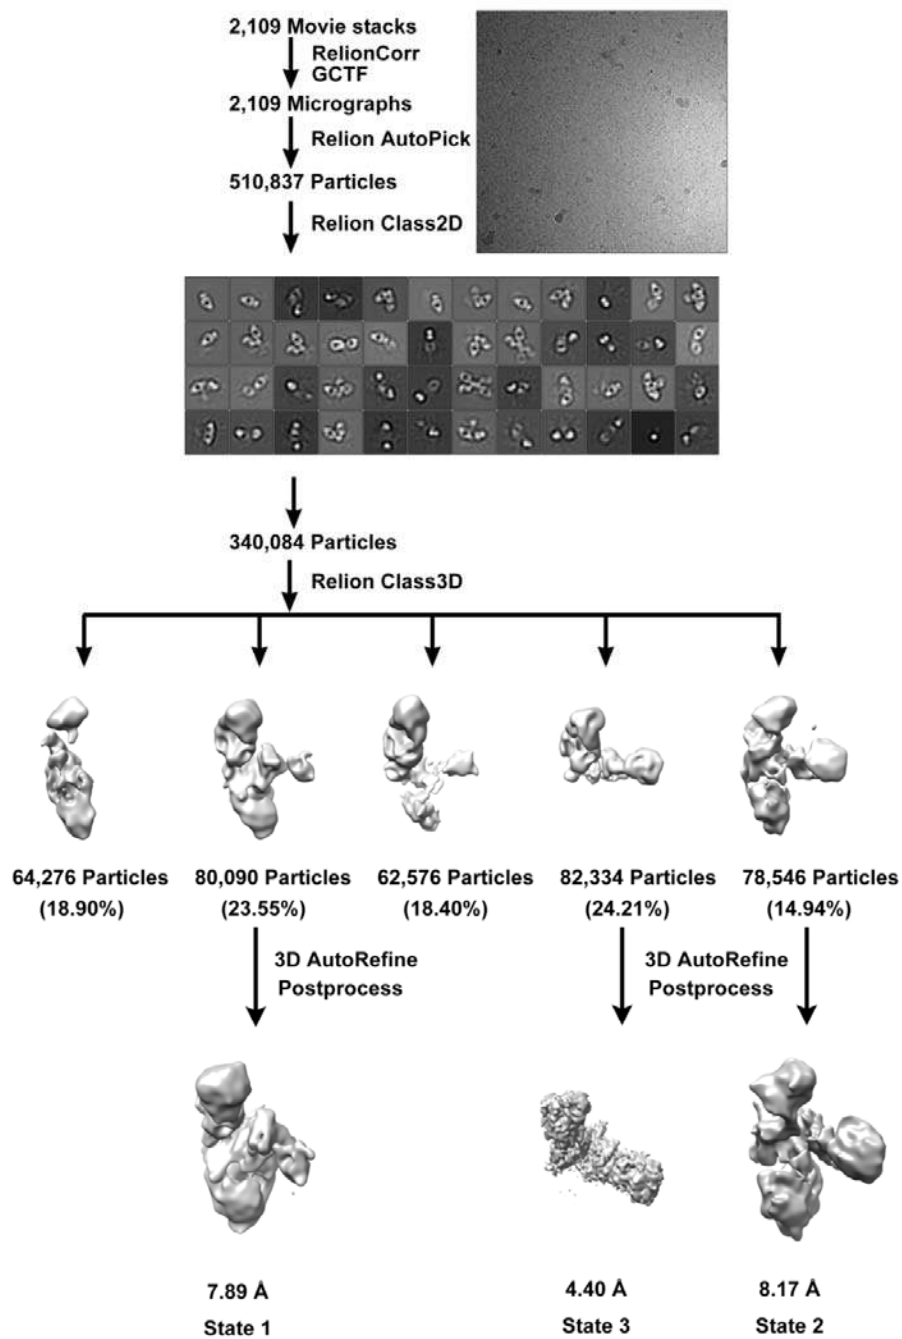 2,109 Movie stacks
RelionCorr
GCTF
2,109 Micrographs
Relion AutoPick
510,837 Particles
Relion Class2D
340,084 Particles
Relion Class3D
64,276 Particles
(18.90%)
80,090 Particles
(23.55%)
62,576 Particles
(18.40%)
82,334 Particles
(24.21%)
78,546 Particles
(14.94%)
3D AutoRefine
Postprocess
3D AutoRefine
Postprocess
7.89 Å
State 1
4.40 Å
State 3
8.17 Å
State 2